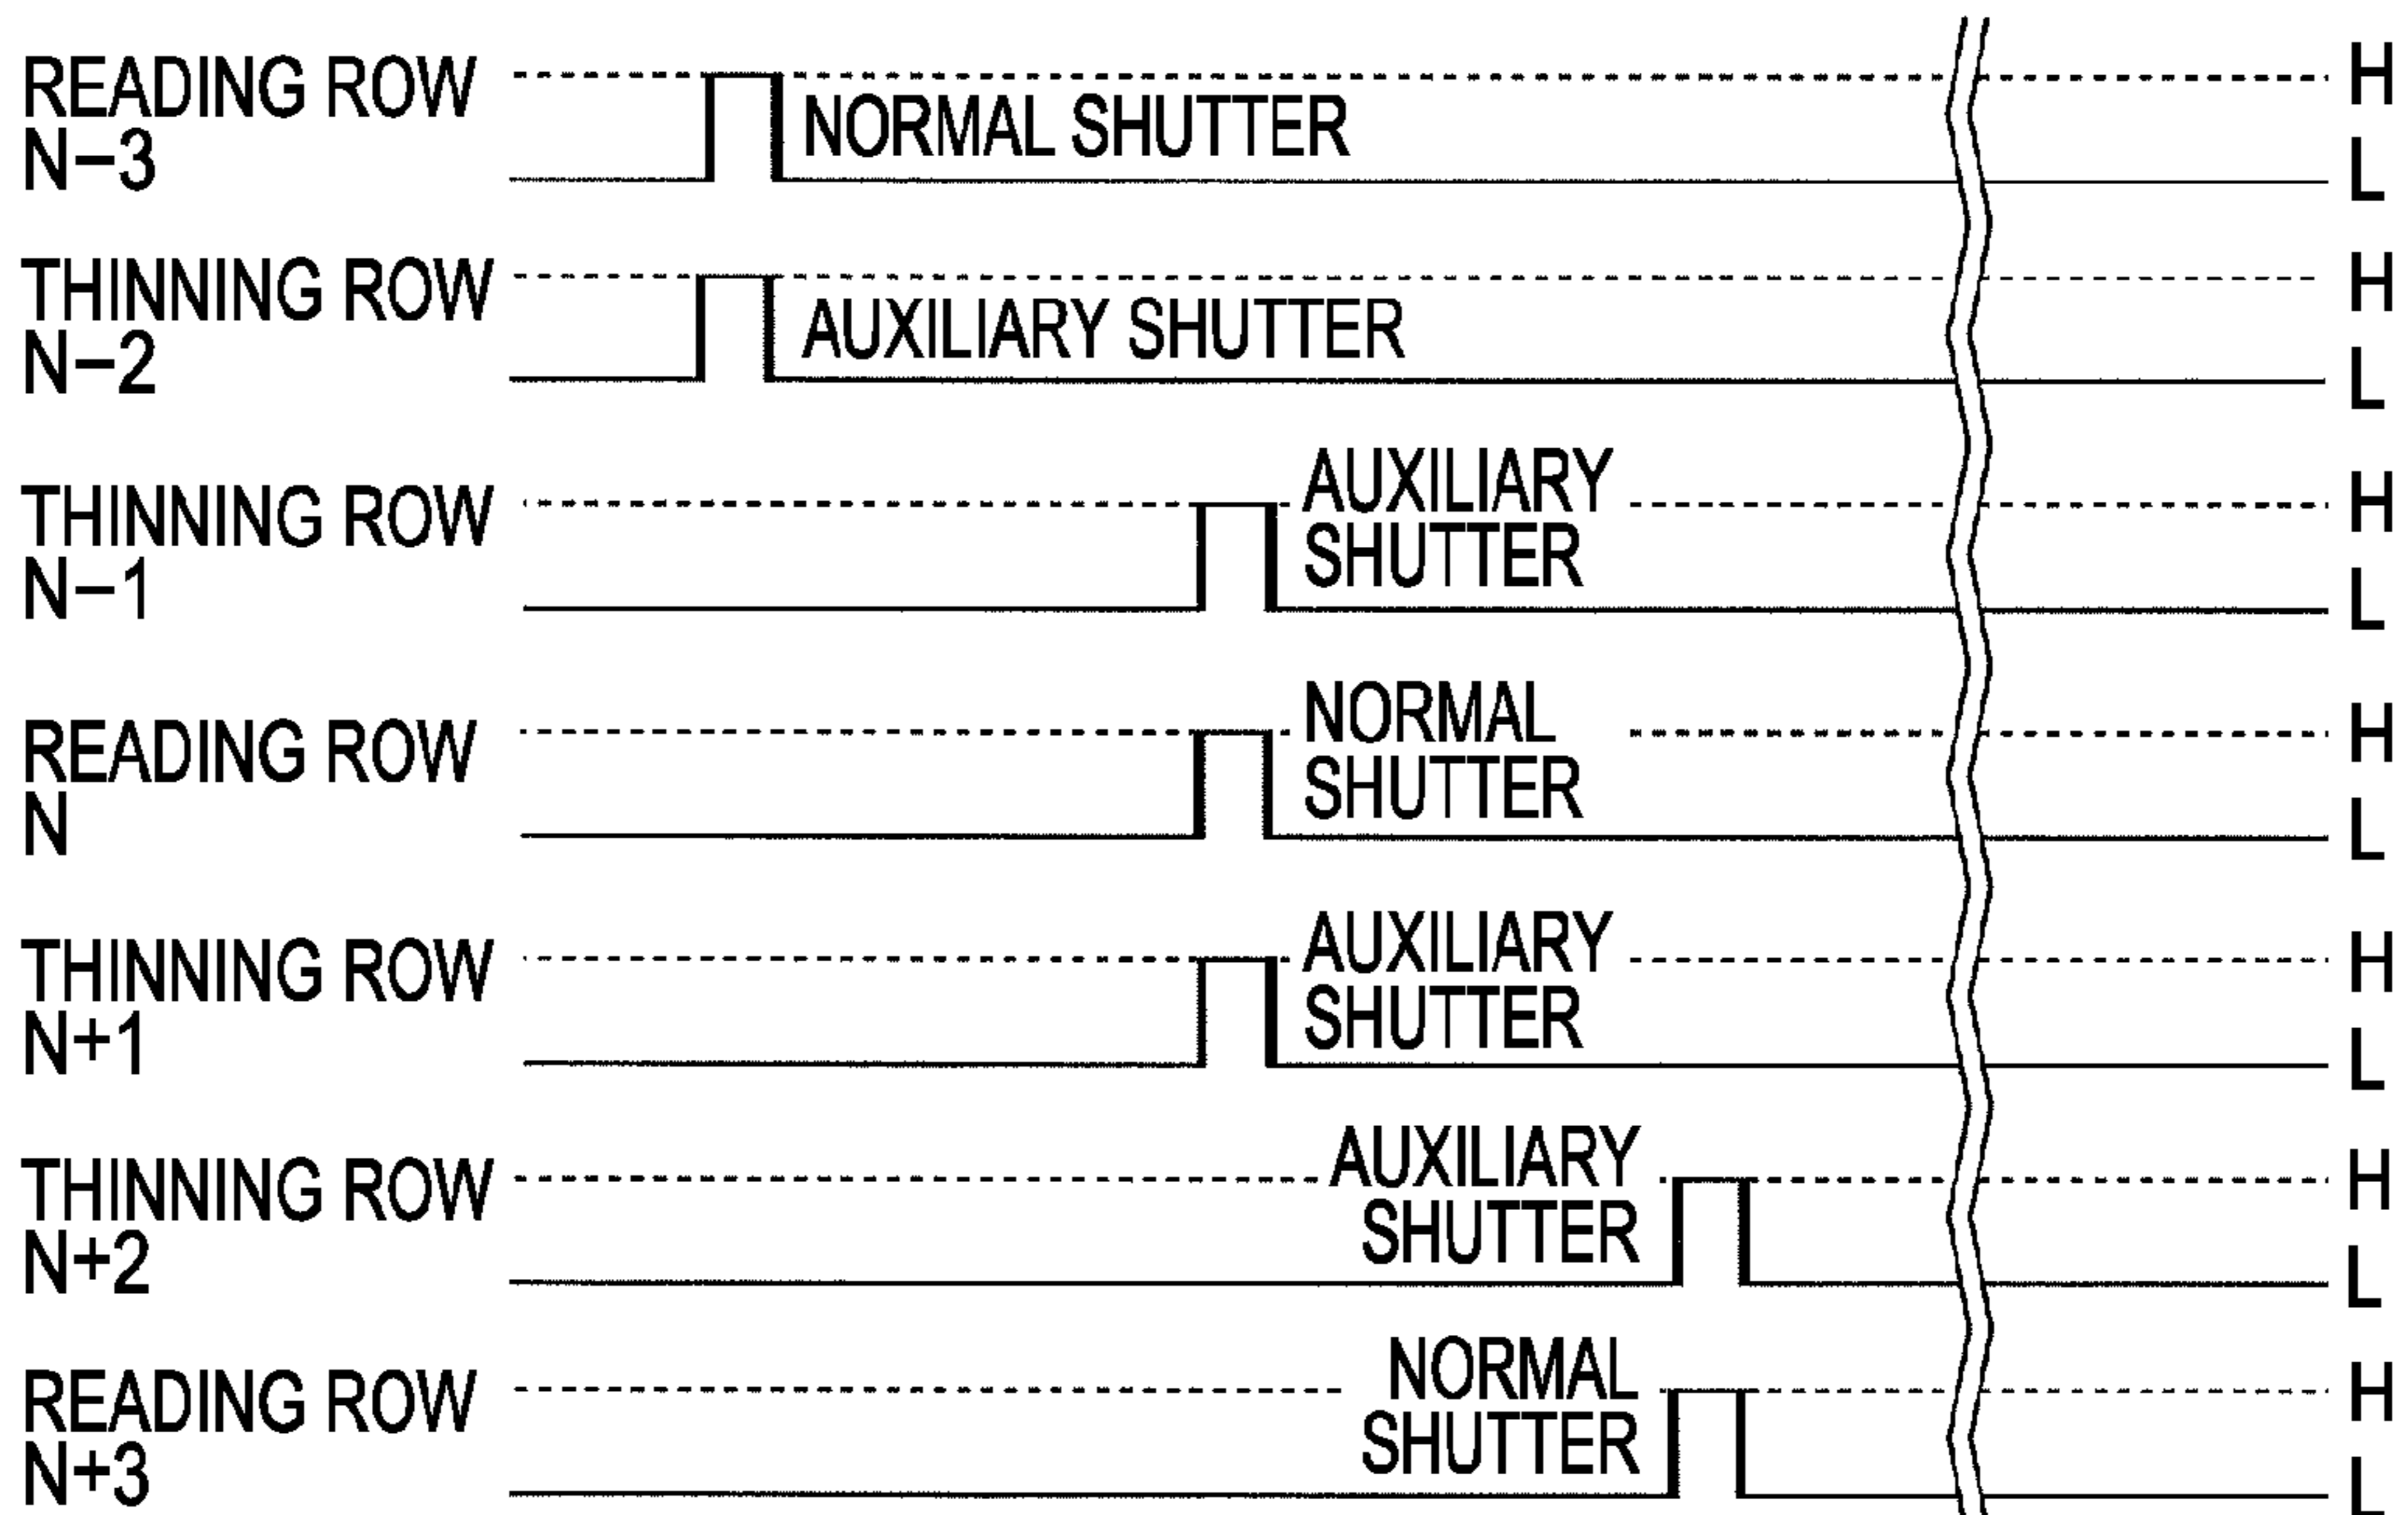 READING ROW
N-3
NORMAL SHUTTER
H
L
THINNING ROW
N-2
AUXILIARY SHUTTER
H
L
THINNING ROW
N-1
AUXILIARY
SHUTTER
H
L
READING ROW
N
NORMAL
SHUTTER
H
L
THINNING ROW
N+1
AUXILIARY
SHUTTER
H
L
THINNING ROW
N+2
AUXILIARY
SHUTTER
H
L
READING ROW
N+3
NORMAL
SHUTTER
H
L